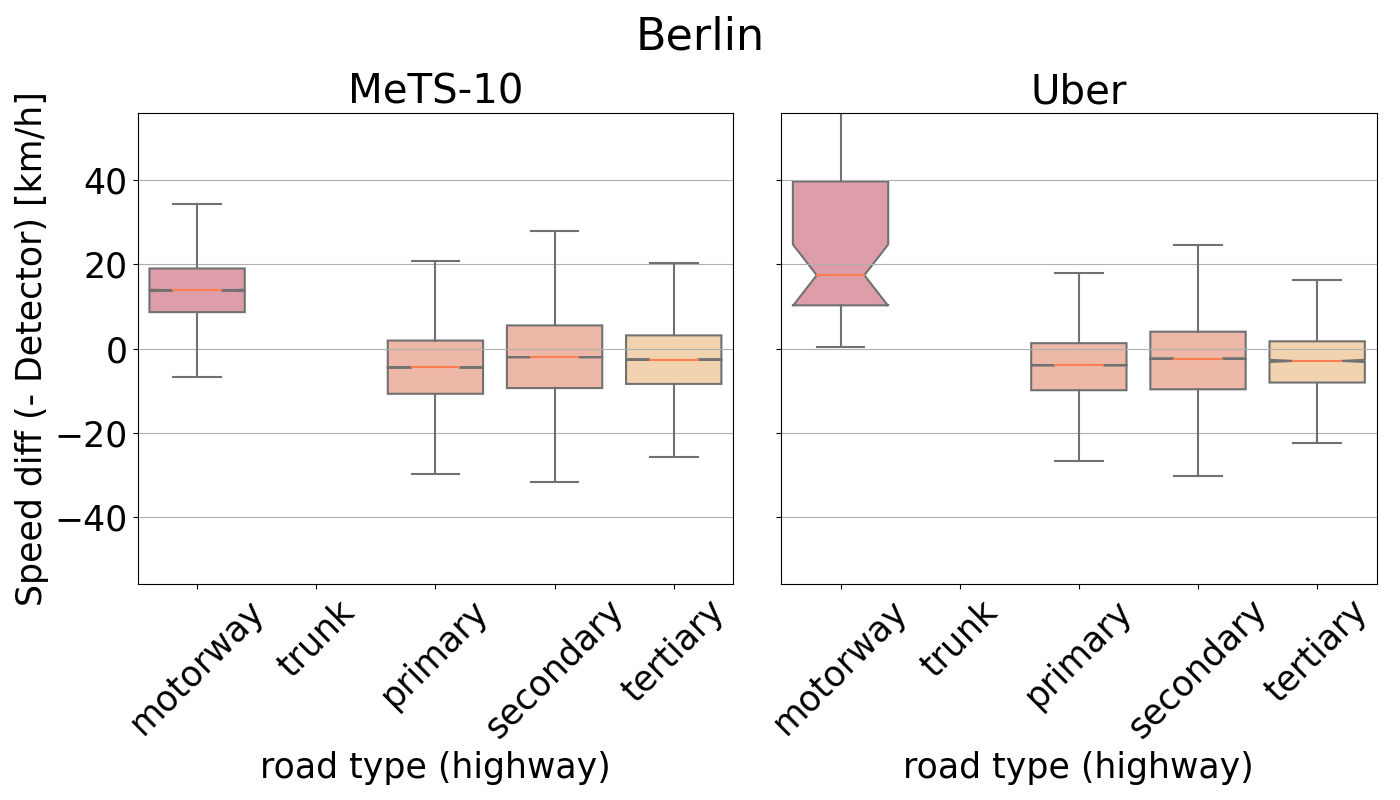 Berlin
MeTS-10
Uber
Speed diff (- Detector) [km/h]
40
20
0
−20
−40
motorway
trunk
primary
secondary
tertiary
road type (highway)
motorway
trunk
primary
secondary
tertiary
road type (highway)